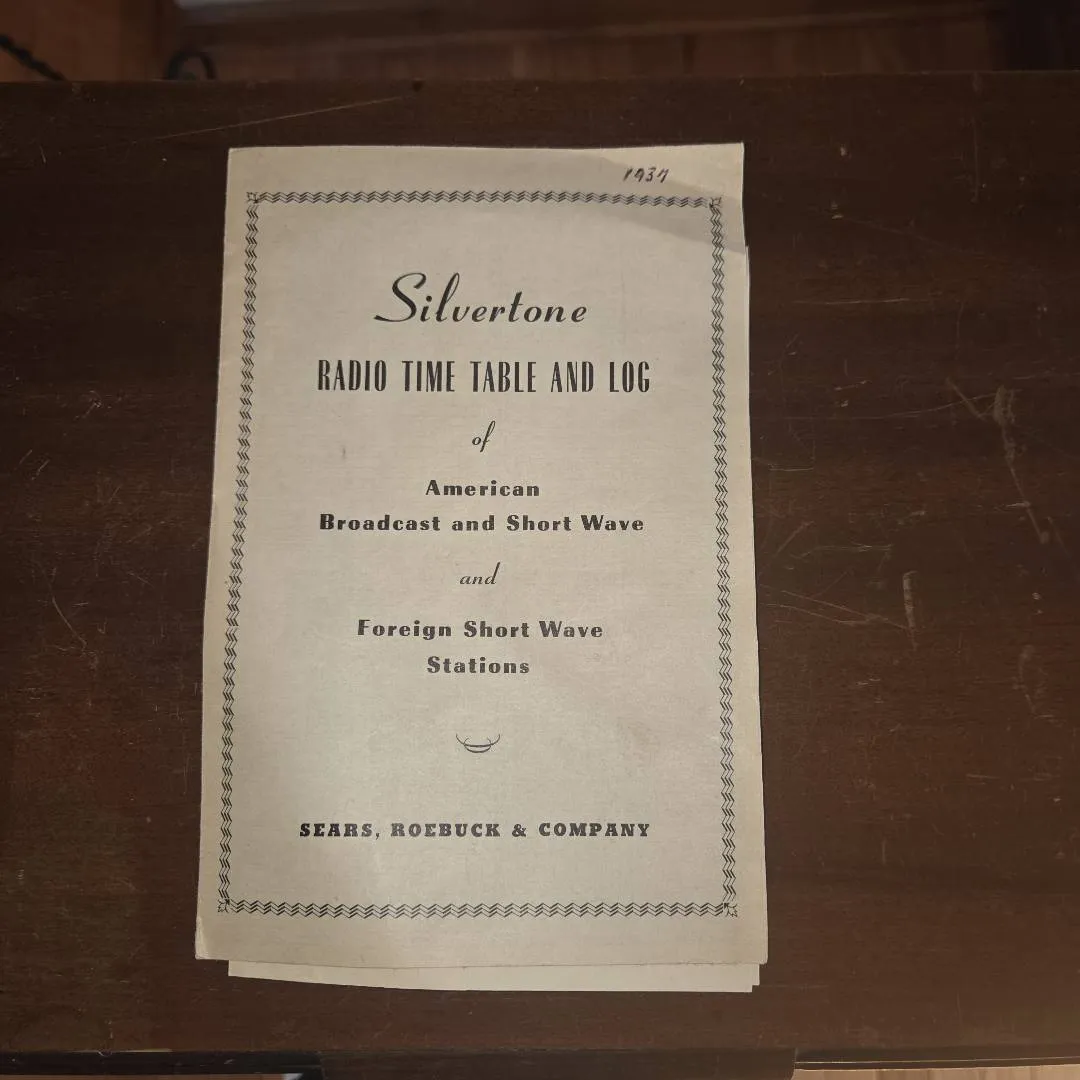 1937
Silvertone
RADIO TIME TABLE AND LOG
of
American
Broadcast and Short Wave
and
Foreign Short Wave
Stations
SEARS, ROEBUCK & COMPANY